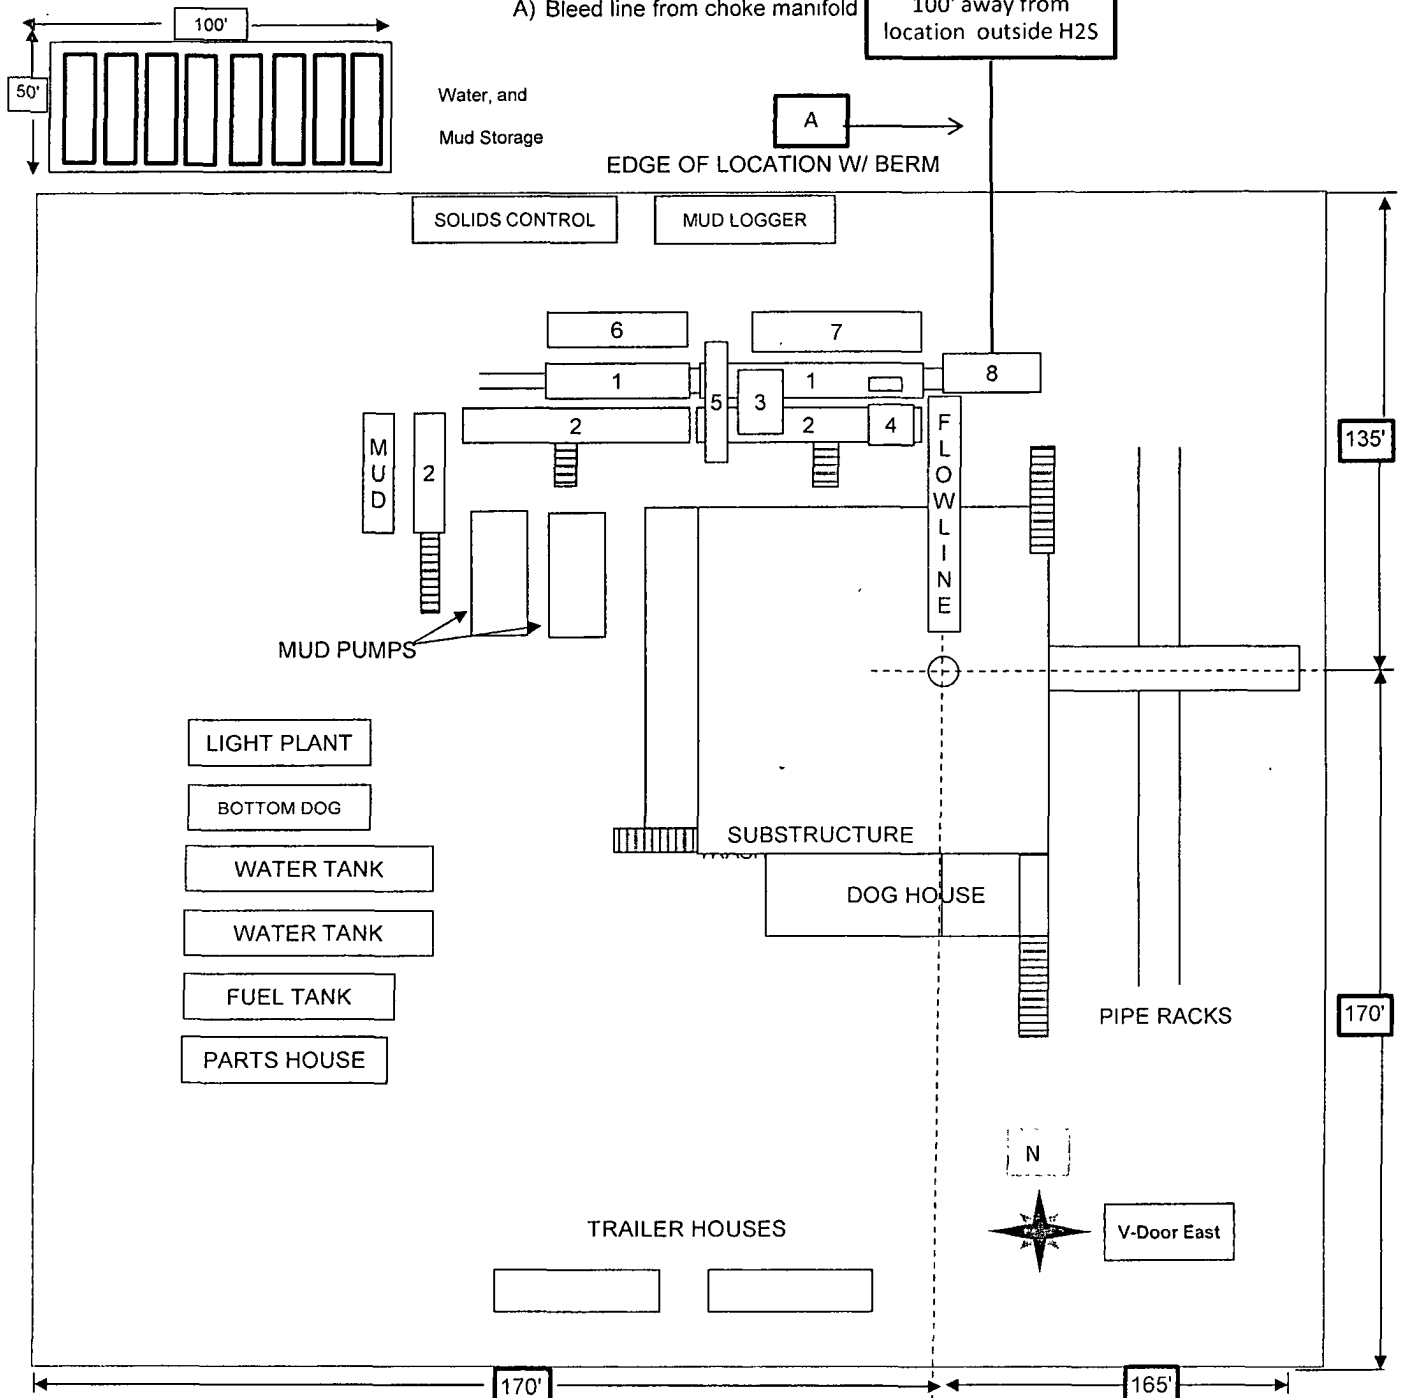 A) Bleed line from choke manifold
100' away from
location outside H2S
100'
50'
Water, and
Mud Storage
A
EDGE OF LOCATION W/ BERM
SOLIDS CONTROL
MUD LOGGER
6
7
1
1
8
5
3
2
2
4
MUD
2
FLOWLINE
135'
MUD PUMPS
LIGHT PLANT
BOTTOM DOG
WATER TANK
WATER TANK
FUEL TANK
PARTS HOUSE
SUBSTRUCTURE
DOG HOUSE
PIPE RACKS
170'
N
V-Door East
TRAILER HOUSES
170'
165'